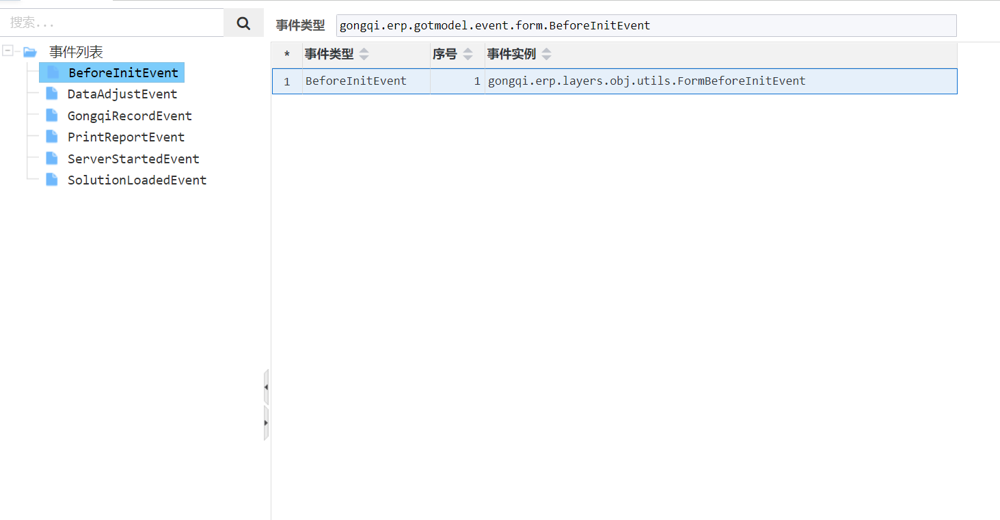 搜索...
事件列表
BeforeInitEvent
DataAdjustEvent
GongqiRecordEvent
PrintReportEvent
ServerStartedEvent
SolutionLoadedEvent
事件类型 gongqi.erp.gotmodel.event.form.BeforeInitEvent
* 事件类型 序号 事件实例
1 BeforeInitEvent 1 gongqi.erp.layers.obj.utils.FormBeforeInitEvent